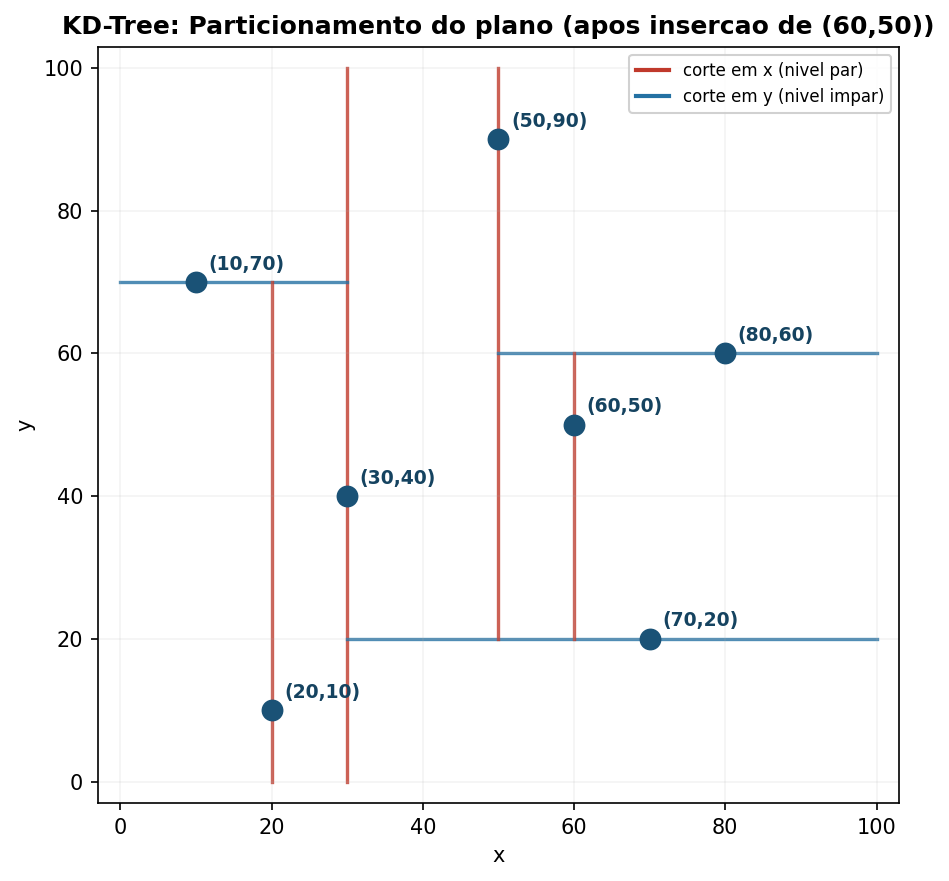 KD-Tree: Particionamento do plano (apos insercao de (60,50))
corte em x (nivel par)
corte em y (nivel impar)
100
80
60
40
20
0
y
(50,90)
(10,70)
(80,60)
(60,50)
(30,40)
(70,20)
(20,10)
0 20 40 60 80 100
x